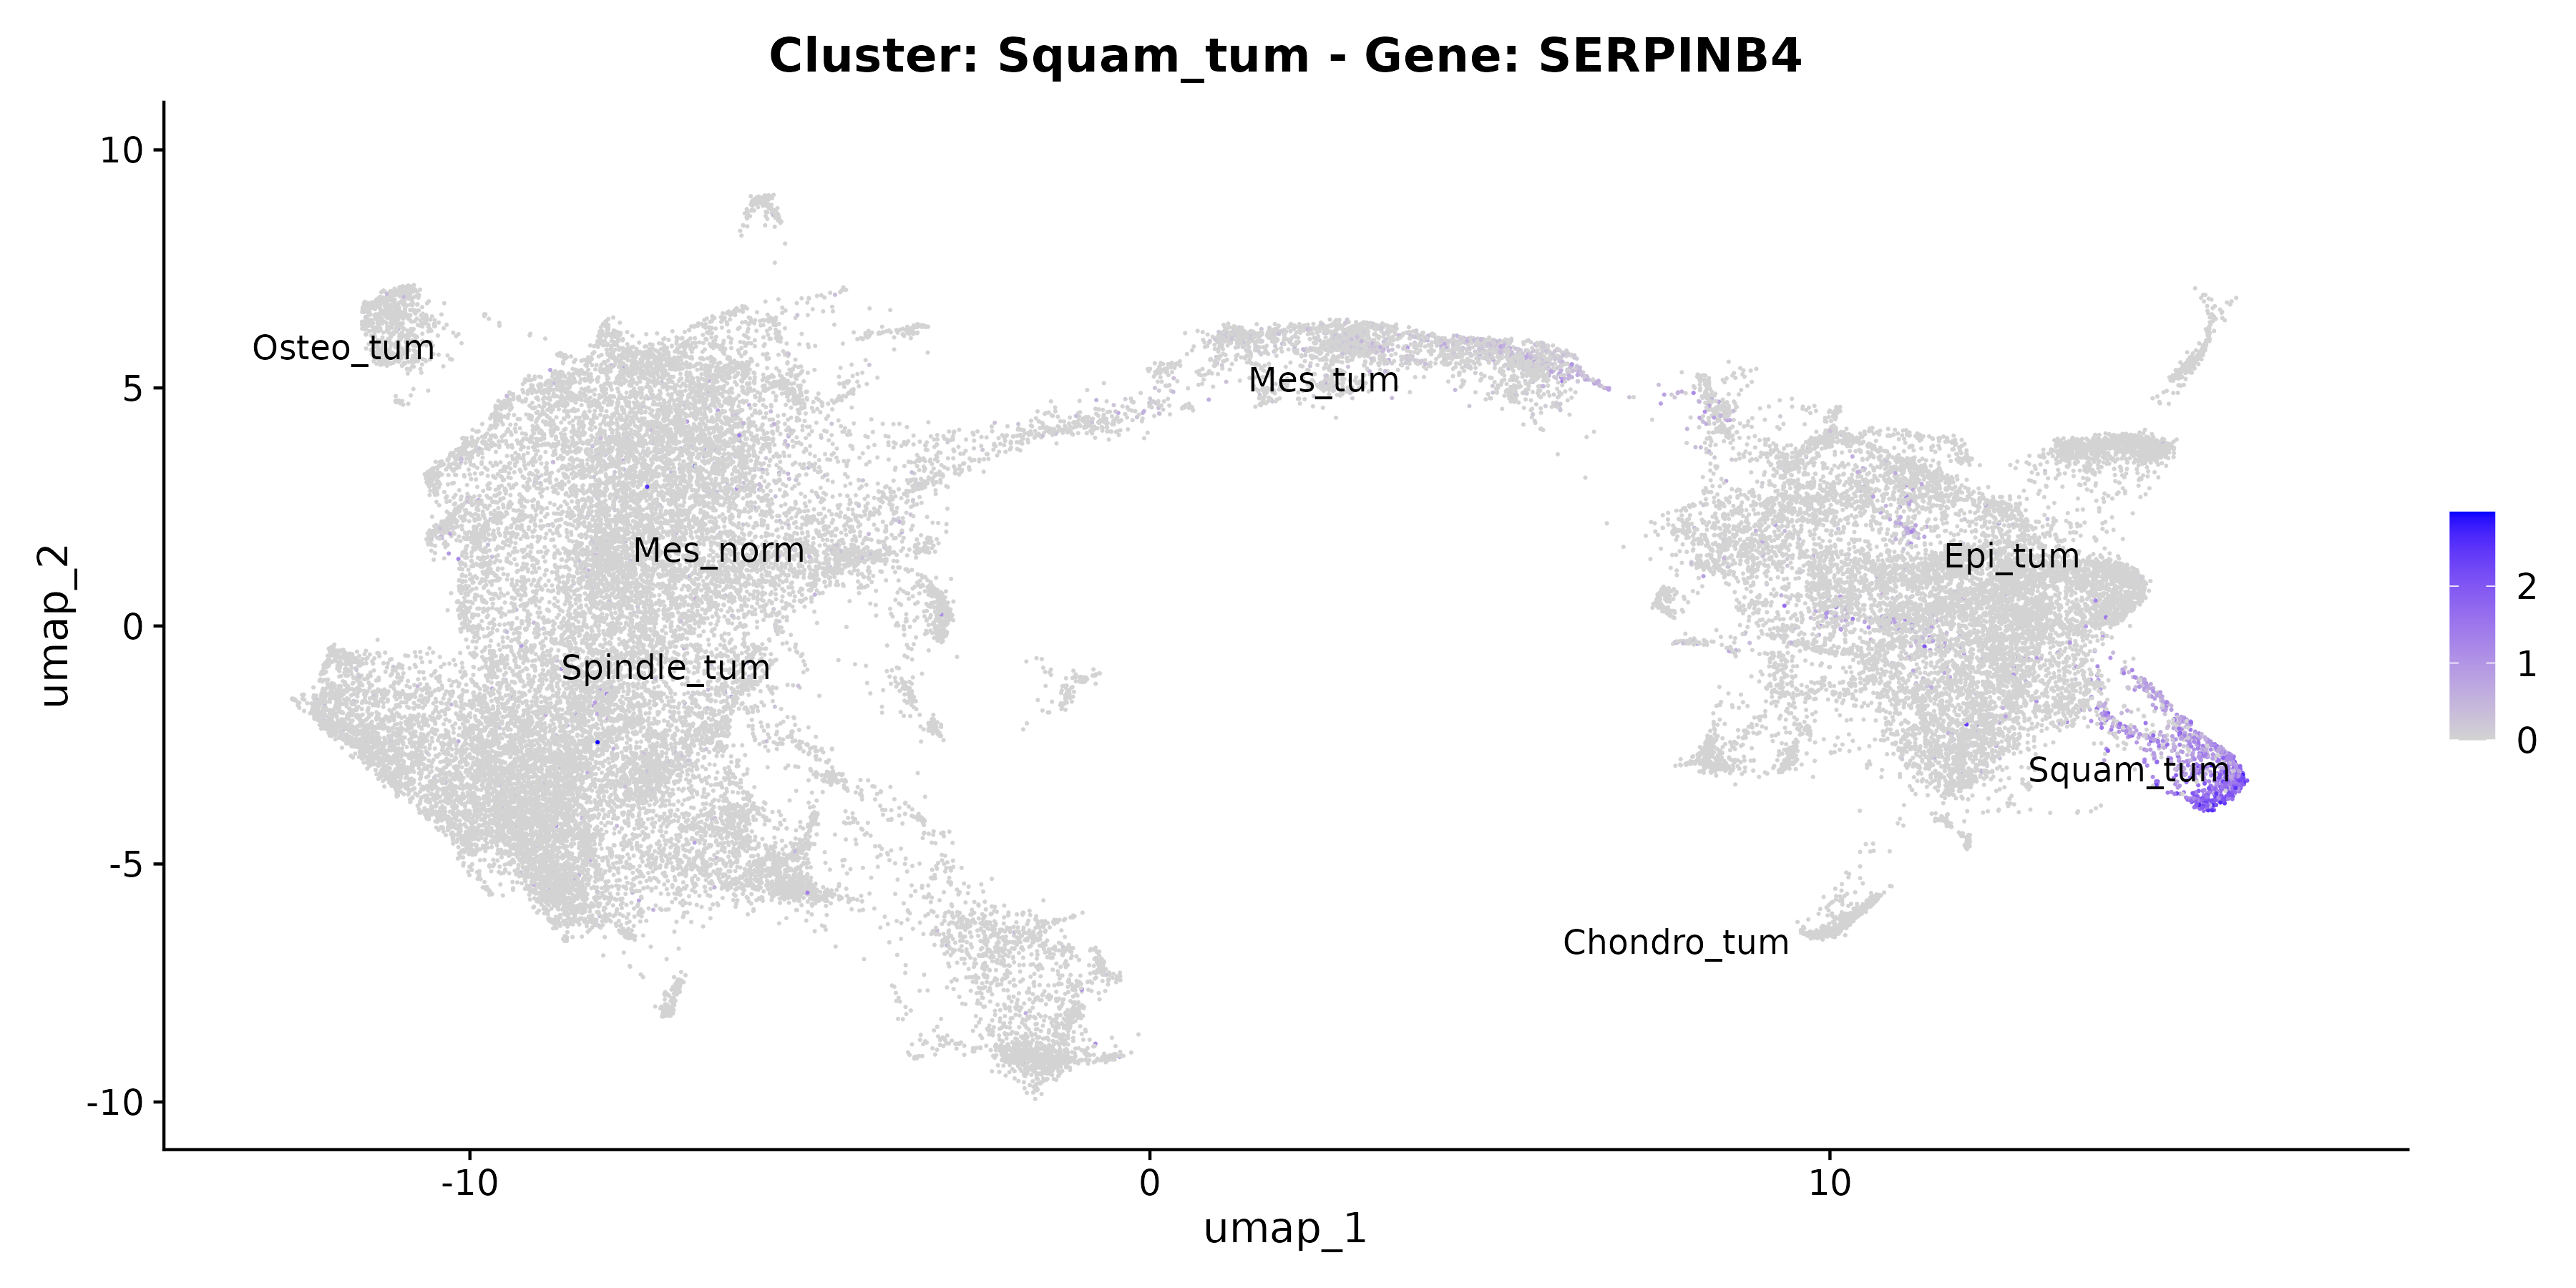 Cluster: Squam_tum - Gene: SERPINB4
10
5
0
-5
-10
umap_2
Osteo_tum
Mes_tum
Mes_norm
Epi_tum
Spindle_tum
Squam_tum
Chondro_tum
2
1
0
-10
0
10
umap_1